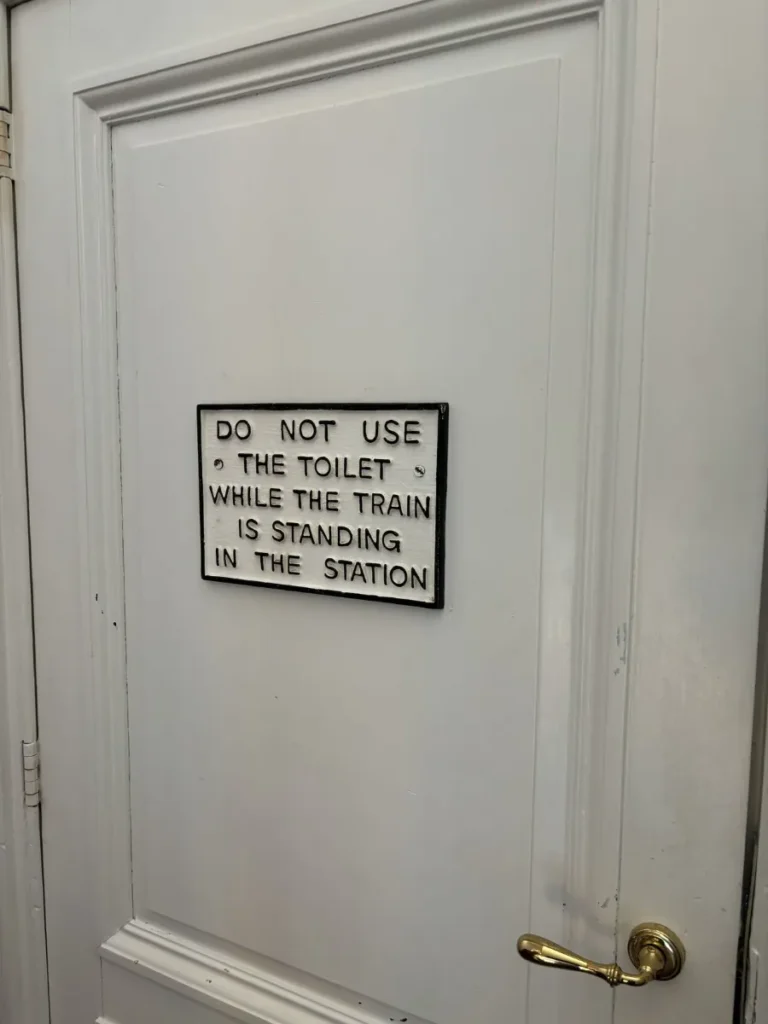 DO NOT USE
THE TOILET
WHILE THE TRAIN
IS STANDING
IN THE STATION